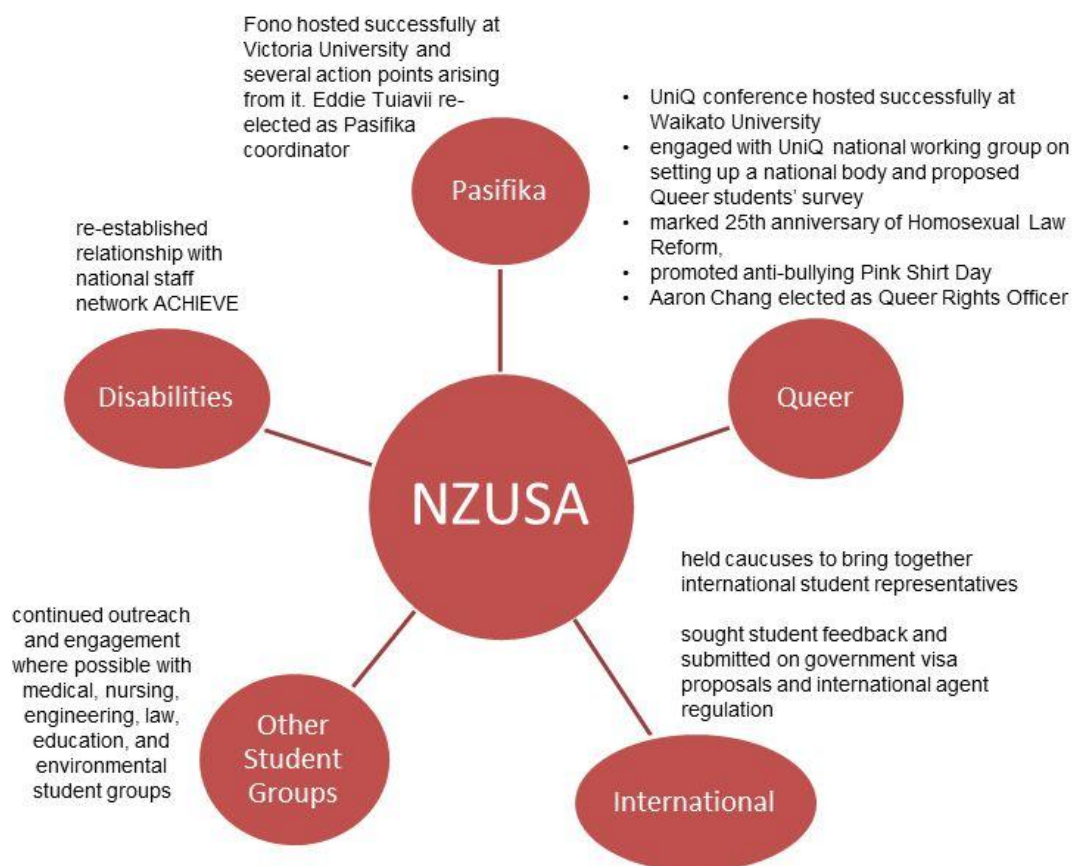 Fono hosted successfully at
Victoria University and
several action points arising
from it. Eddie Tuiavii re-
elected as Pasifika
coordinator
Pasifika
• UniQ conference hosted successfully at
Waikato University
• engaged with UniQ national working group on
setting up a national body and proposed
Queer students' survey
• marked 25th anniversary of Homosexual Law
Reform,
• promoted anti-bullying Pink Shirt Day
• Aaron Chang elected as Queer Rights Officer
Queer
re-established
relationship with
national staff
network ACHIEVE
Disabilities
NZUSA
held caucuses to bring together
international student representatives
sought student feedback and
submitted on government visa
proposals and international agent
regulation
International
continued outreach
and engagement
where possible with
medical, nursing,
engineering, law,
education, and
environmental
student groups
Other
Student
Groups